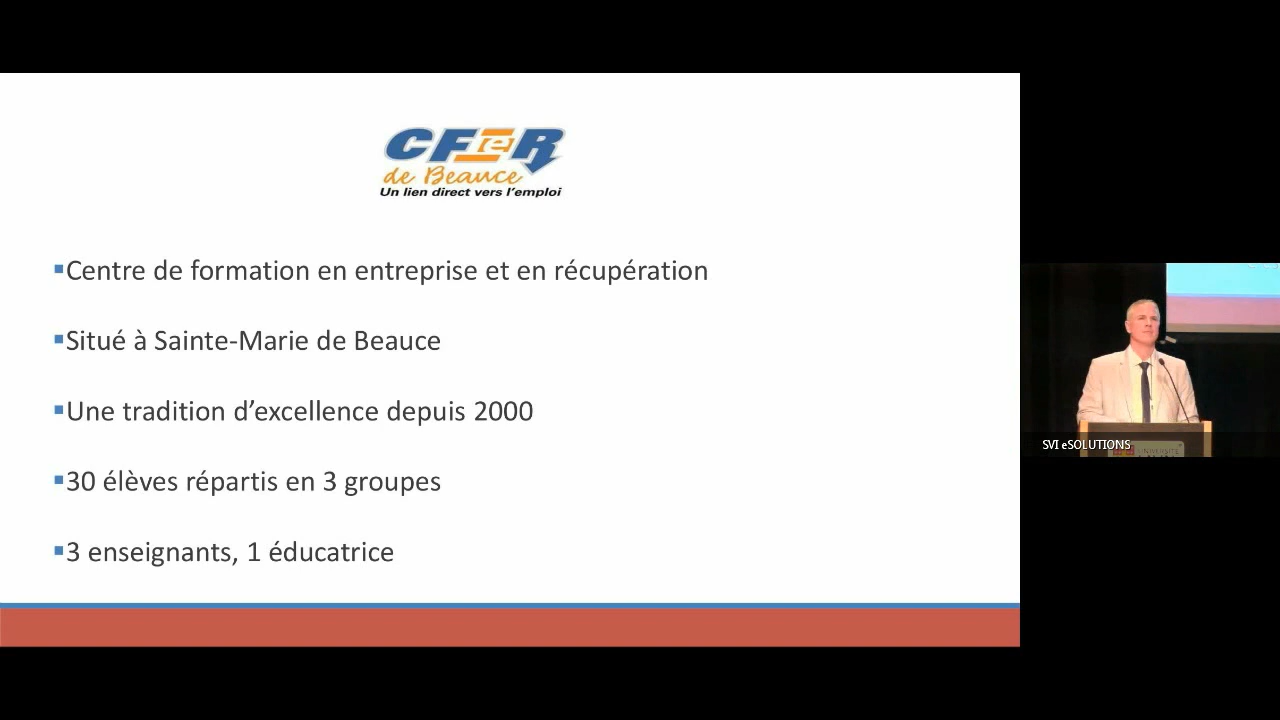 CFeR
de Beauce
Un lien direct vers l'emploi
Centre de formation en entreprise et en récupération
Situé à Sainte-Marie de Beauce
Une tradition d’excellence depuis 2000
30 élèves répartis en 3 groupes
3 enseignants, 1 éducatrice
SVI eSOLUTIONS
UNIVERSITÉ